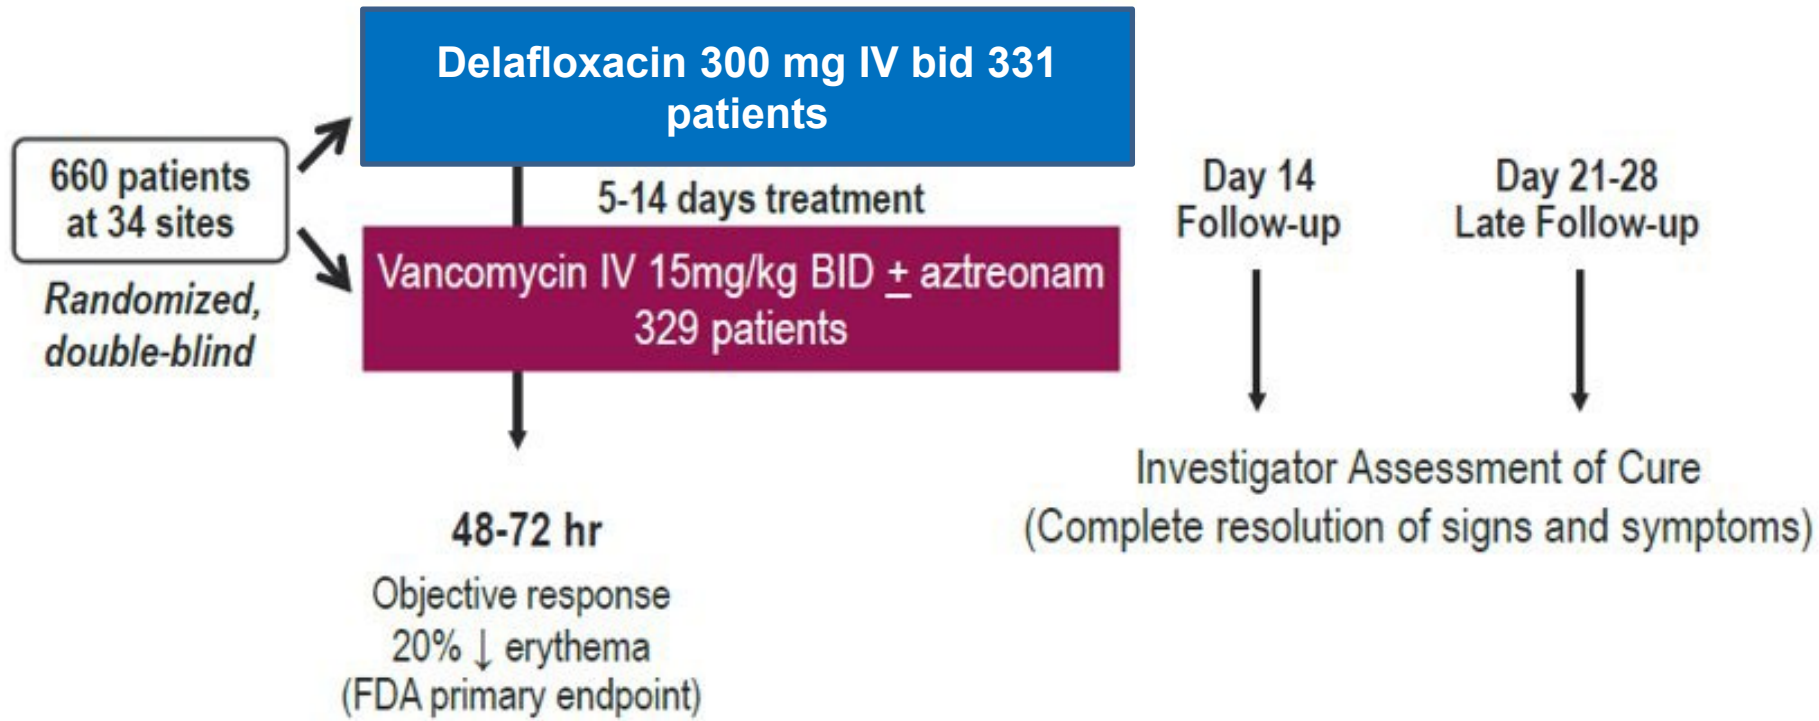 Delafloxacin 300 mg IV bid 331
patients
660 patients
at 34 sites
Randomized,
double-blind
5-14 days treatment
Vancomycin IV 15mg/kg BID ± aztreonam
329 patients
Day 14
Follow-up
Day 21-28
Late Follow-up
48-72 hr
Objective response
20% ↓ erythema
(FDA primary endpoint)
Investigator Assessment of Cure
(Complete resolution of signs and symptoms)